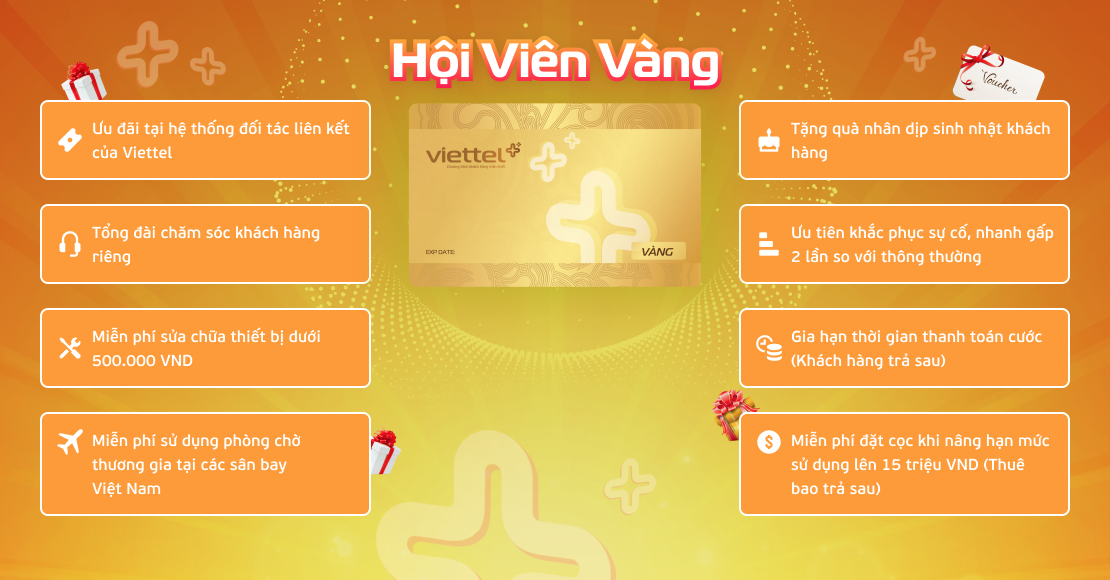 Hội Viên Vàng
Voucher
Ưu đãi tại hệ thống đối tác liên kết
của Viettel
Tổng đài chăm sóc khách hàng
riêng
Miễn phí sửa chữa thiết bị dưới
500.000 VND
Miễn phí sử dụng phòng chờ
thương gia tại các sân bay
Việt Nam
viettel
EXP DATE:
VÀNG
Tặng quà nhân dịp sinh nhật khách
hàng
Ưu tiên khắc phục sự cố, nhanh gấp
2 lần so với thông thường
Gia hạn thời gian thanh toán cước
(Khách hàng trả sau)
Miễn phí đặt cọc khi nâng hạn mức
sử dụng lên 15 triệu VND (Thuê
bao trả sau)